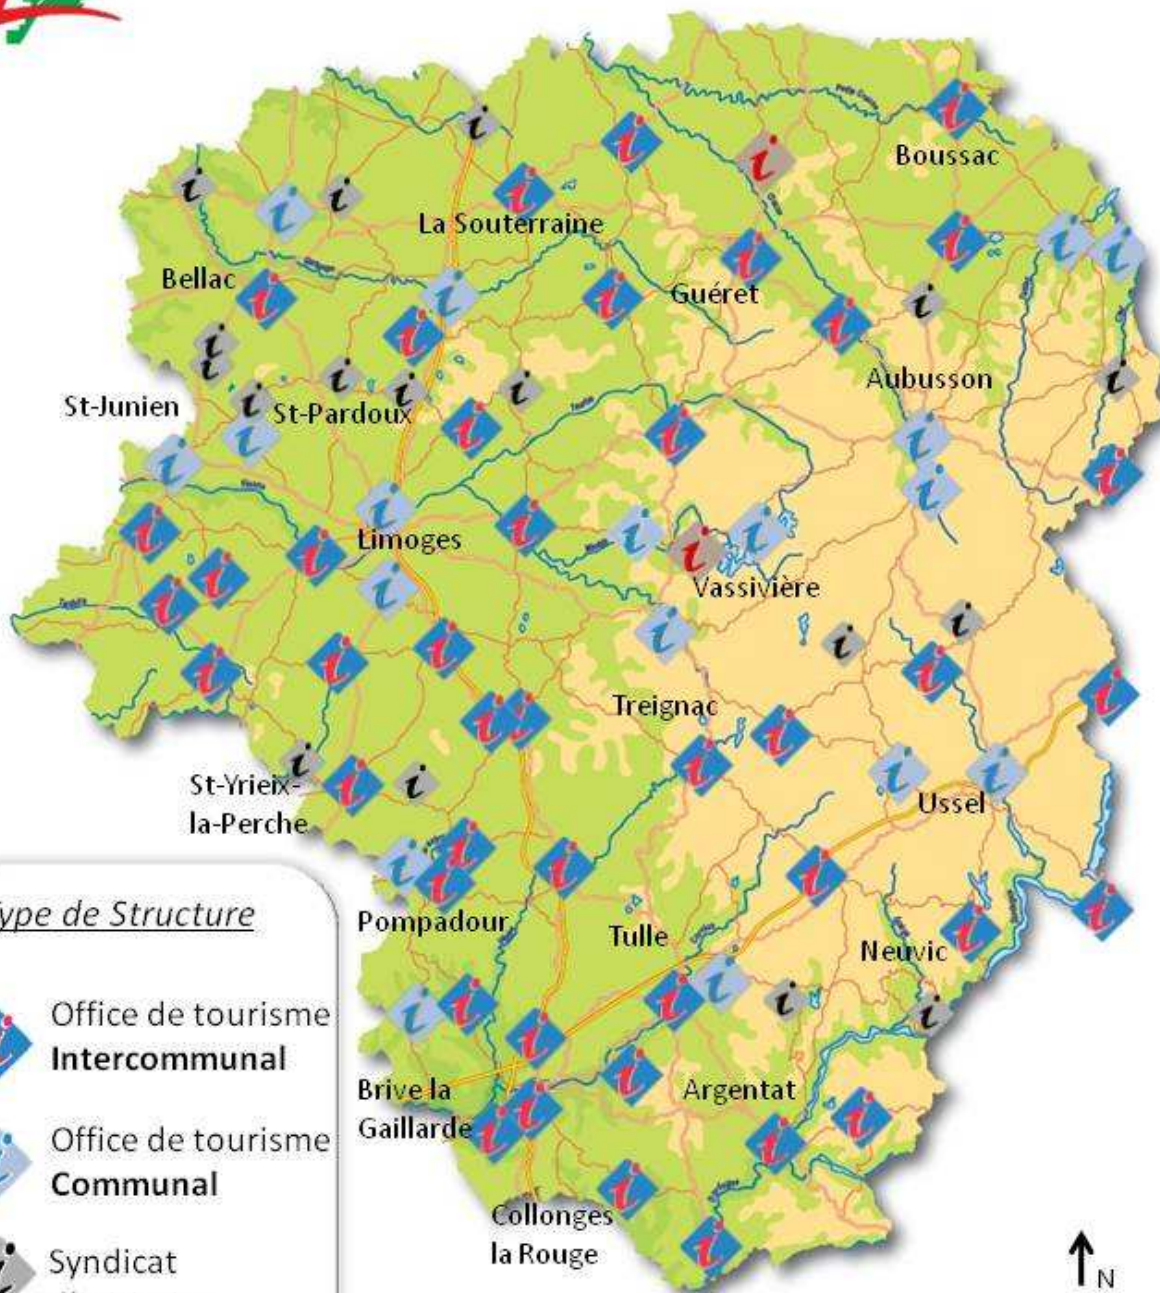 Boussac
La Souterraine
Bellac
Guéret
Aubusson
St-Junien
St-Pardoux
Limoges
Vassivière
Treignac
St-Yrieix-
la-Perche
Ussel
Pompadour
Tulle
Neuvic
Brive la
Gaillarde
Argentat
Collonges
la Rouge
ype de Structure
Office de tourisme
Intercommunal
Office de tourisme
Communal
Syndicat
N